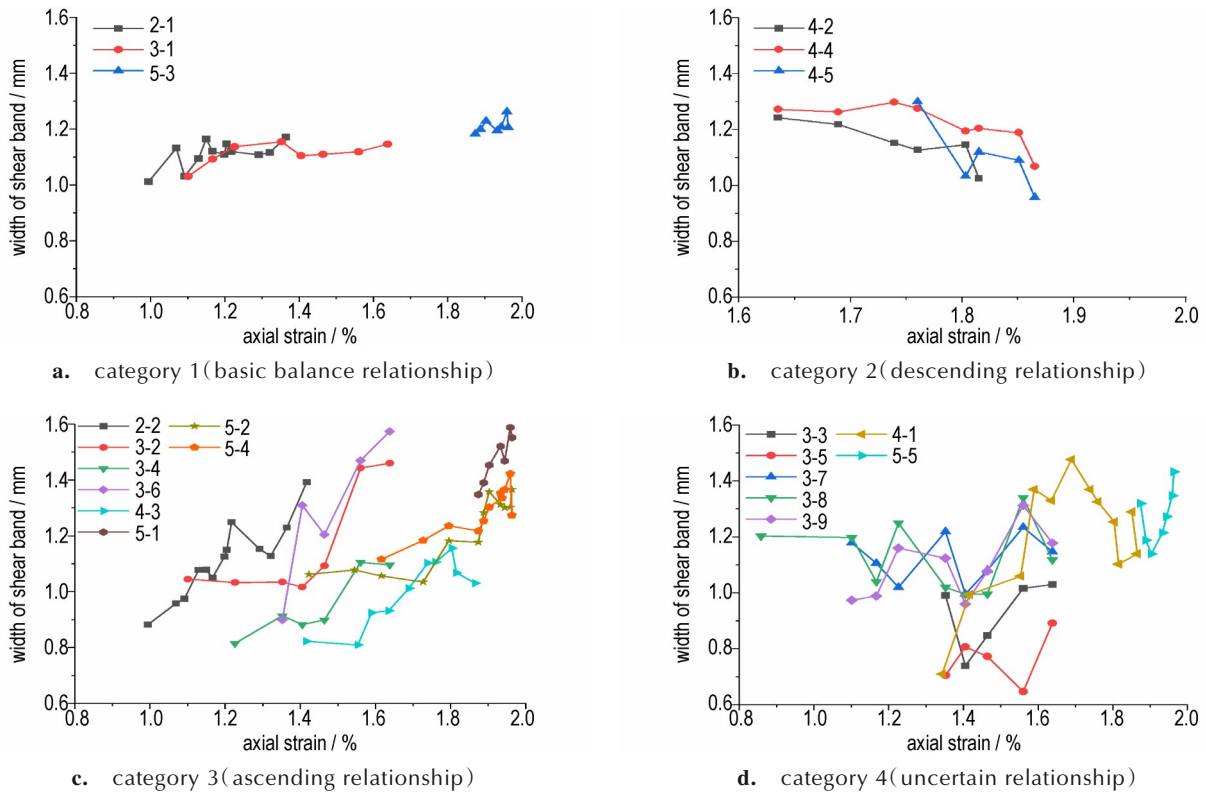 1.6
1.4
1.2
1.0
0.8
0.6
width of shear band / mm
2-1
3-1
5-3
0.8 1.0 1.2 1.4 1.6 1.8 2.0
axial strain / %
a. category 1(basic balance relationship)
1.6
1.4
1.2
1.0
0.8
0.6
width of shear band / mm
4-2
4-4
4-5
1.6 1.7 1.8 1.9 2.0
axial strain / %
b. category 2(descending relationship)
1.6
1.4
1.2
1.0
0.8
0.6
width of shear band / mm
2-2 5-2
3-2 5-4
3-4
3-6
4-3
5-1
0.8 1.0 1.2 1.4 1.6 1.8 2.0
axial strain / %
c. category 3(ascending relationship)
1.6
1.4
1.2
1.0
0.8
0.6
width of shear band / mm
3-3 4-1
3-5 5-5
3-7
3-8
3-9
0.8 1.0 1.2 1.4 1.6 1.8 2.0
axial strain / %
d. category 4(uncertain relationship)